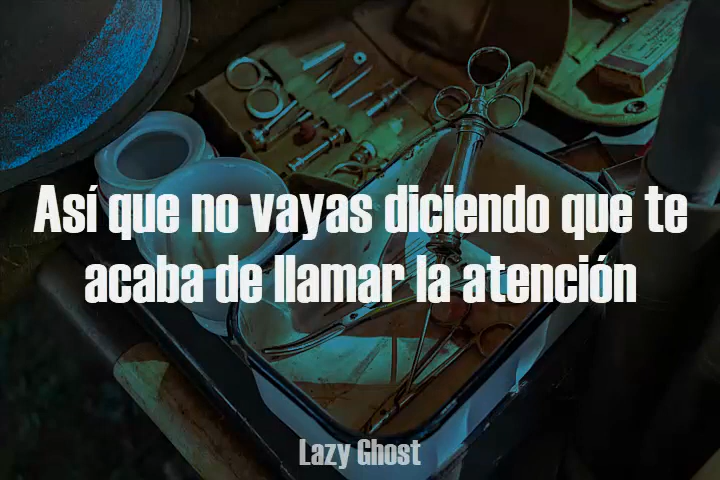 Así que no vayas diciendo que te
acaba de llamar la atención
Lazy Ghost